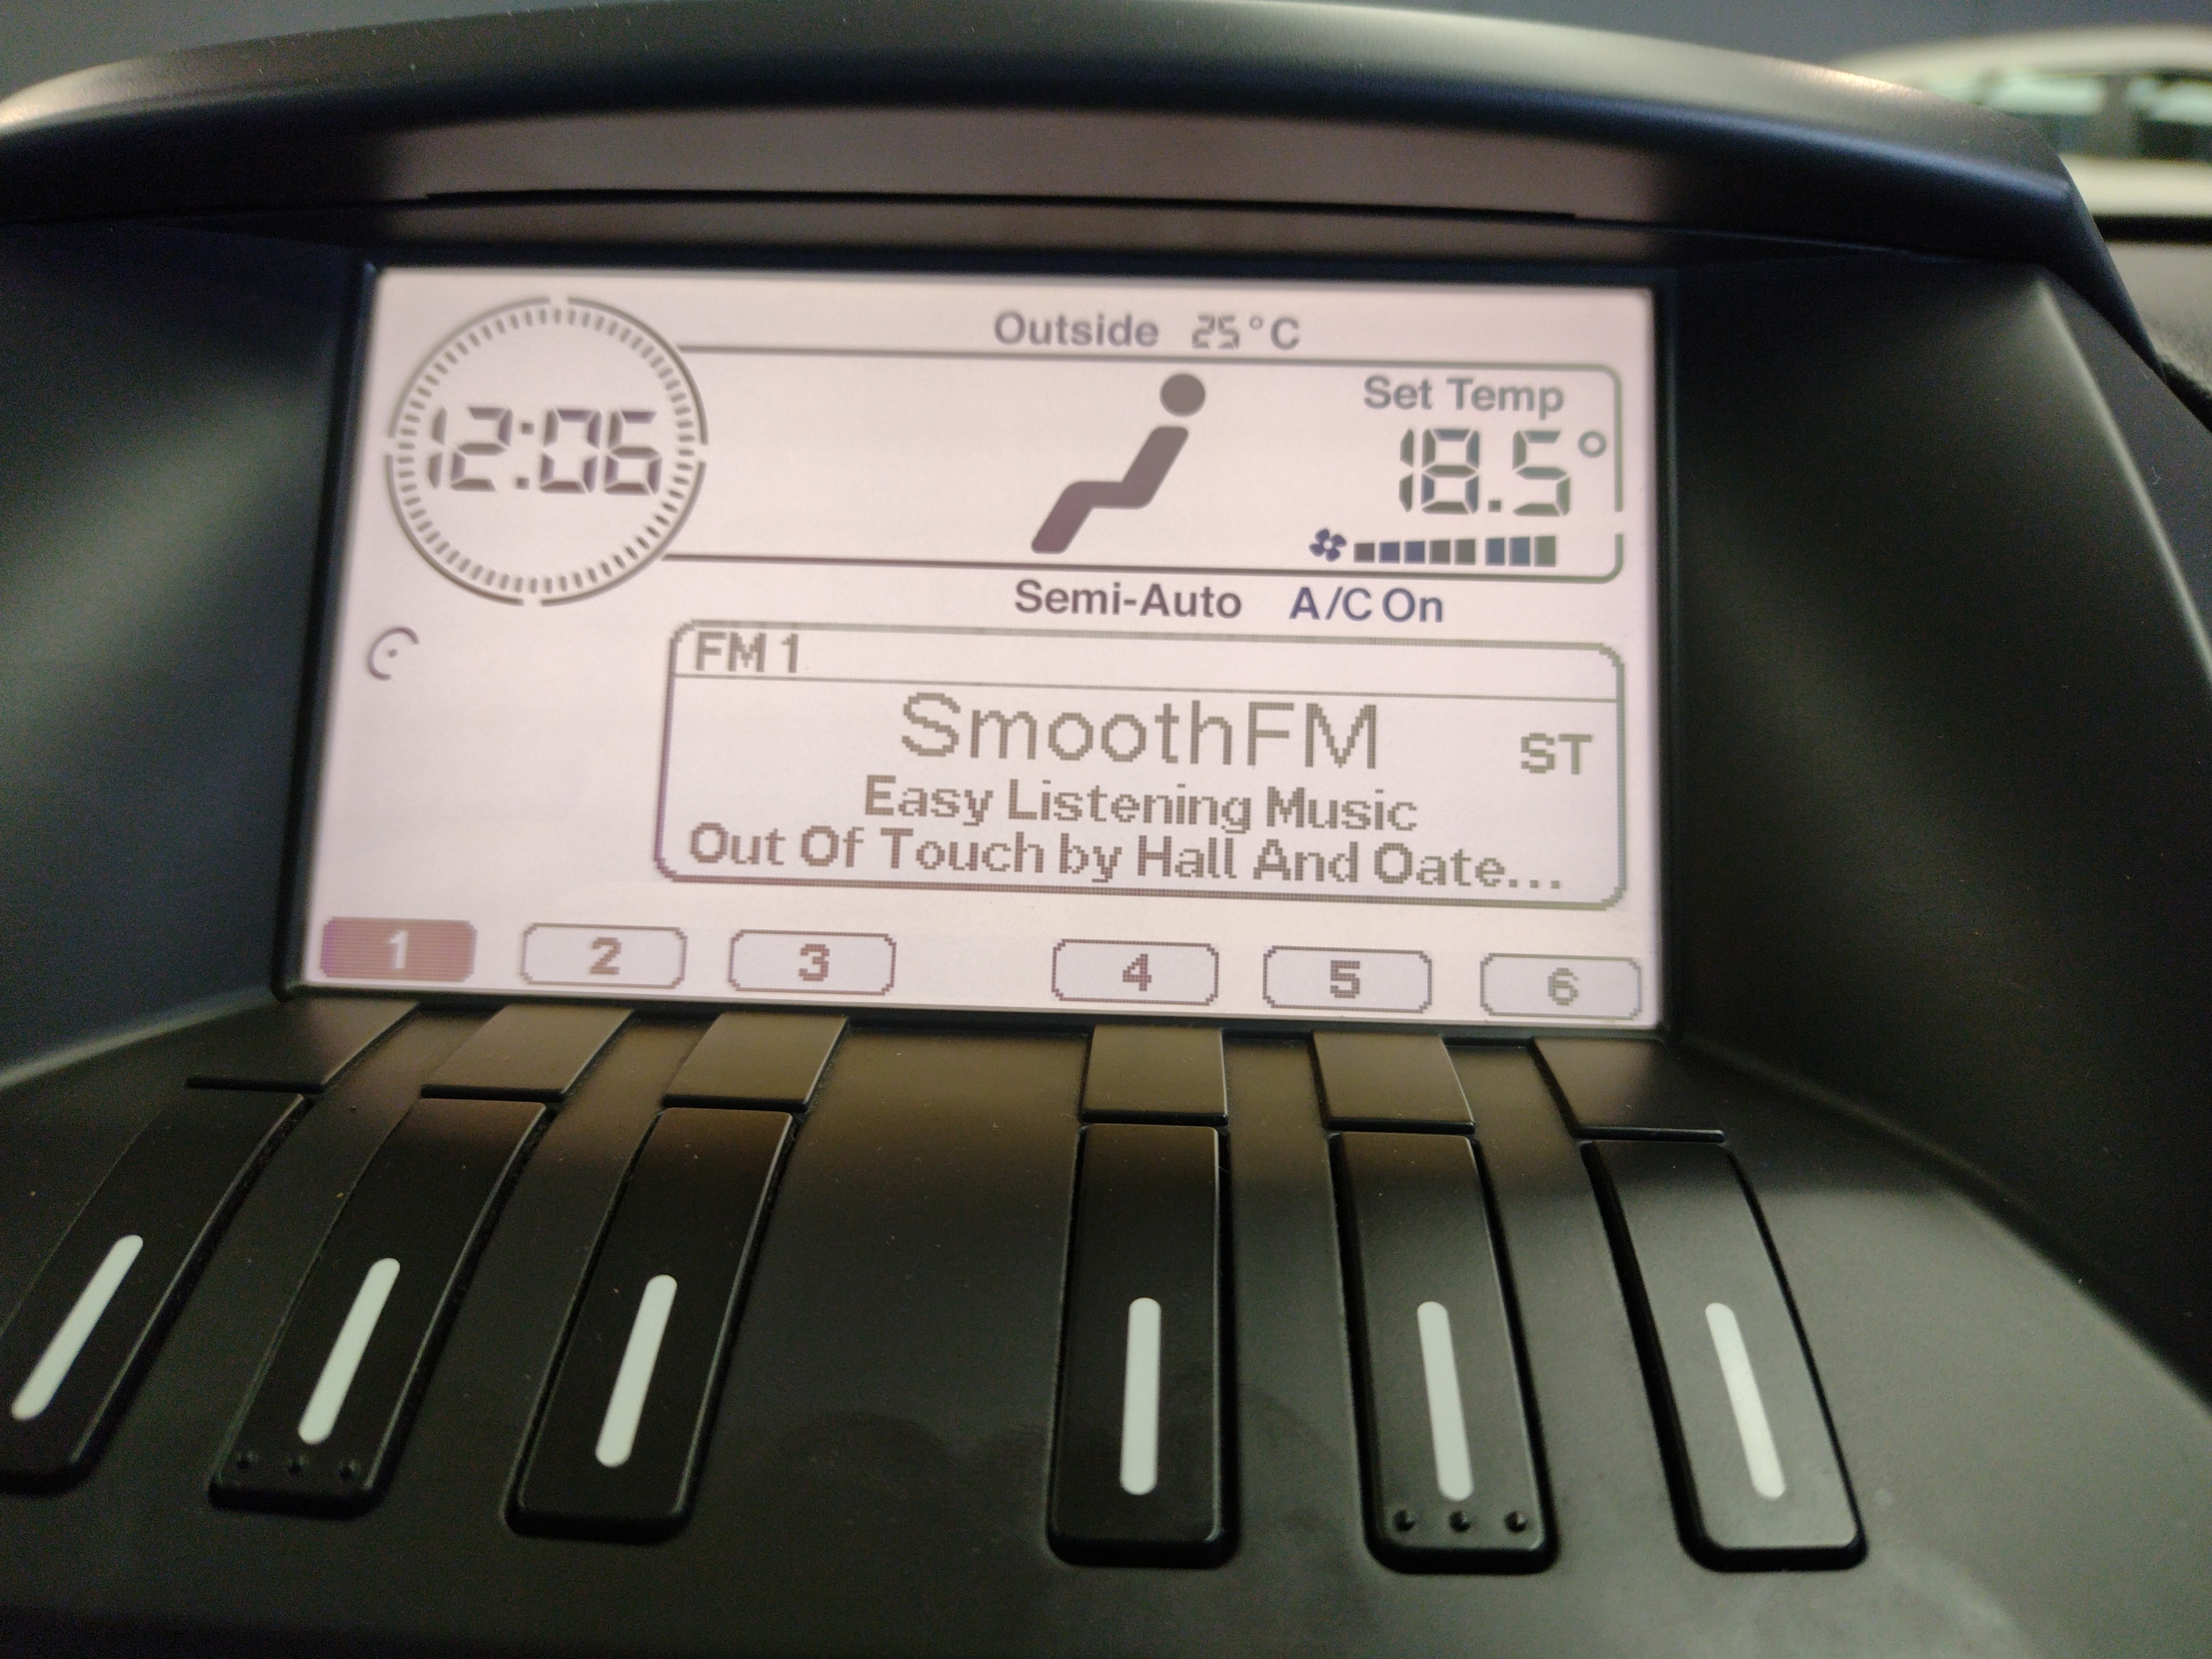 Outside 25°C
12:06
Set Temp
18.5°
Semi-Auto A/C On
FM 1
SmoothFM
ST
Easy Listening Music
Out Of Touch by Hall And Oate...
1 2 3 4 5 6